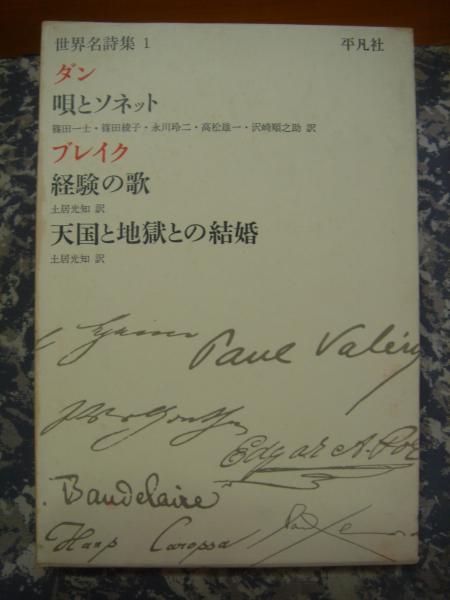 世界名詩集 1
平凡社
ダン
唄とソネット
篠田一士・篠田綾子・永川玲二・高松雄一・沢崎順之助 訳
ブレイク
経験の歌
土居光知 訳
天国と地獄との結婚
土居光知 訳
Paul Valéry
Edgar A. Poe
Baudelaire
Hans Carossa